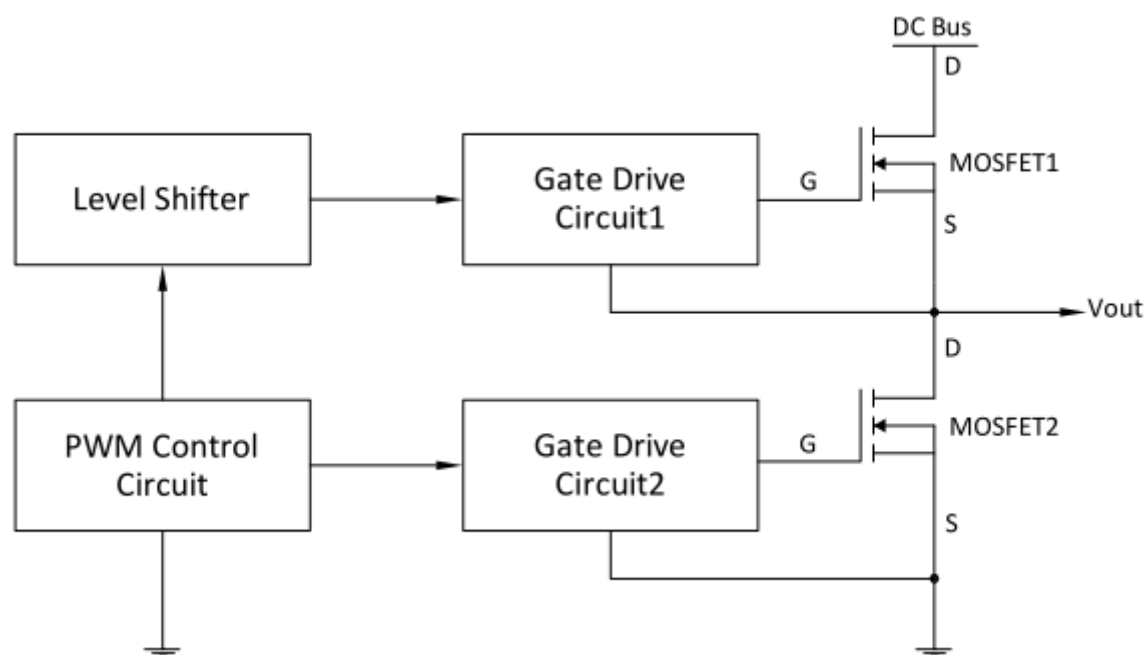 DC Bus
D
Level Shifter
Gate Drive
Circuit1
G
MOSFET1
S
Vout
D
PWM Control
Circuit
Gate Drive
Circuit2
G
MOSFET2
S